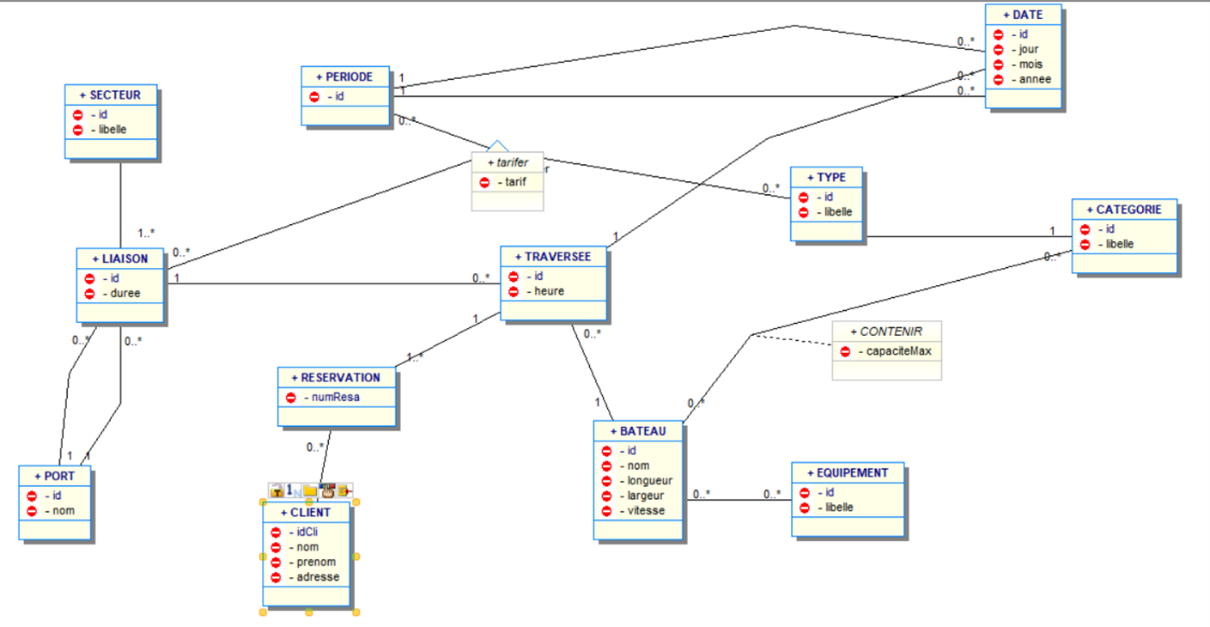 + DATE
- id
- jour
- mois
- annee
0..*
0..*
0..*
+ PERIODE
- id
1
1
0..*
+ SECTEUR
- id
- libelle
1..*
+ tarifer
- tarif
r
+ TYPE
- id
- libelle
0..*
1
+ CATEGORIE
- id
- libelle
0..*
+ LIAISON
- id
- duree
0..*
1
0..*
0..*
+ TRAVERSEE
- id
- heure
1
0..*
1
0..*
+ CONTENIR
- capaciteMax
+ RESERVATION
- numResa
1..*
0..*
+ BATEAU
- id
- nom
- longueur
- largeur
- vitesse
1
0..*
0..*
0..*
+ EQUIPEMENT
- id
- libelle
+ PORT
- id
- nom
1
1
+ CLIENT
- idCli
- nom
- prenom
- adresse